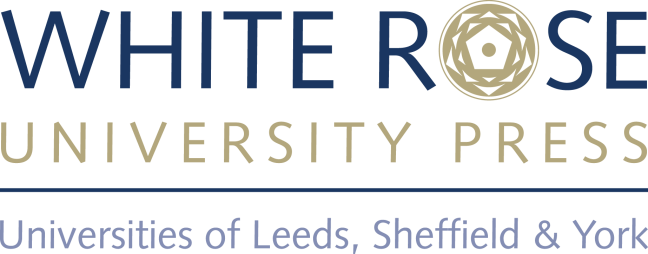 WHITE ROSE
UNIVERSITY PRESS
Universities of Leeds, Sheffield & York